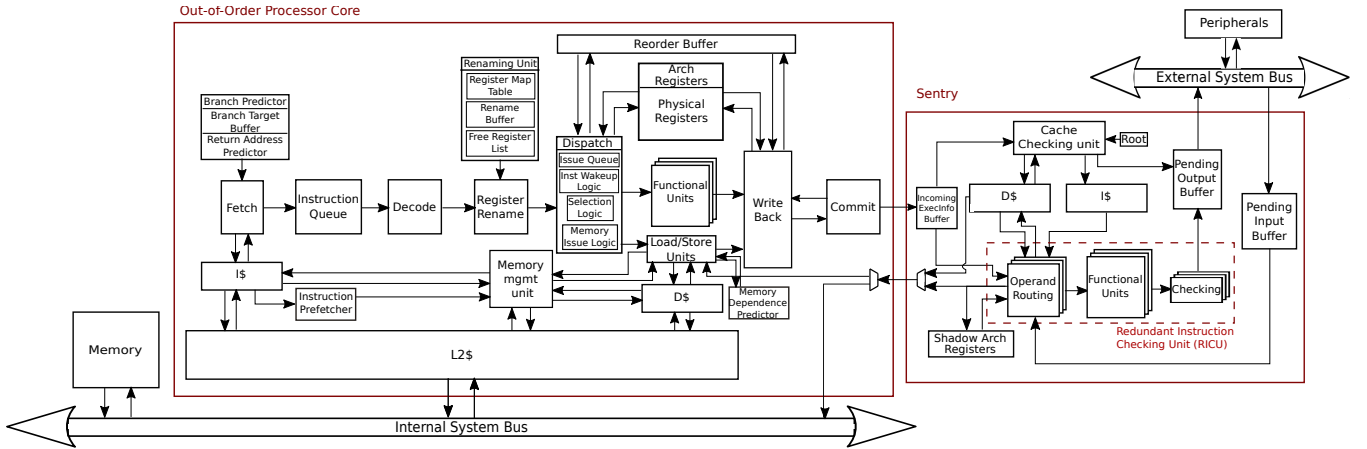 Out-of-Order Processor Core
Reorder Buffer
Renaming Unit
Register Map
Table
Rename
Buffer
Free Register
List
Arch
Registers
Physical
Registers
Branch Predictor
Branch Target
Buffer
Return Address
Predictor
Dispatch
Issue Queue
Inst Wakeup
Logic
Selection
Logic
Memory
Issue Logic
Fetch
Instruction
Queue
Decode
Register
Rename
Functional
Units
Write
Back
Commit
Load/Store
Units
I$
Instruction
Prefetcher
Memory
mgmt
unit
D$
Memory
Dependence
Predictor
L2$
Memory
Internal System Bus
Peripherals
External System Bus
Sentry
Cache
Checking unit
Root
Incoming
ExecInfo
Buffer
D$
I$
Pending
Output
Buffer
Pending
Input
Buffer
Operand
Routing
Functional
Units
Checking
Redundant Instruction
Checking Unit (RICU)
Shadow Arch
Registers